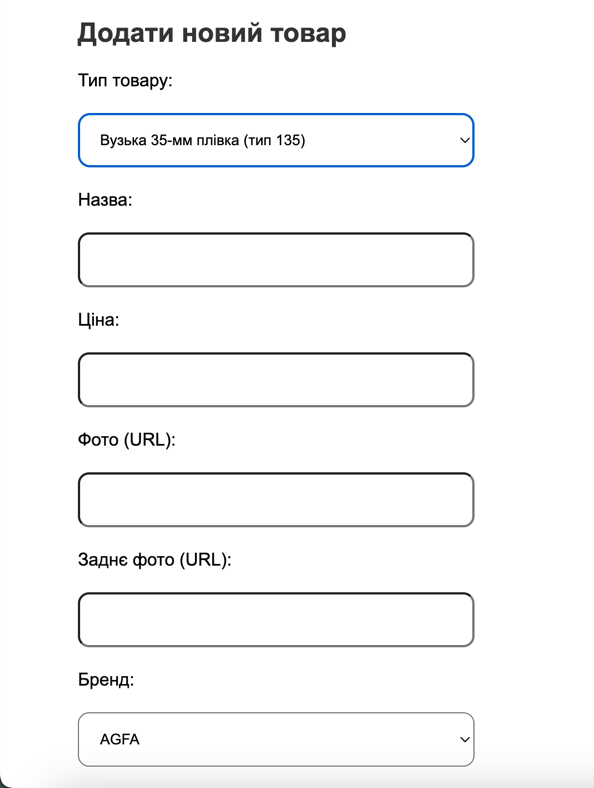 Додати новий товар
Тип товару:
Вузька 35-мм плівка (тип 135)
Назва:
Ціна:
Фото (URL):
Заднє фото (URL):
Бренд:
AGFA